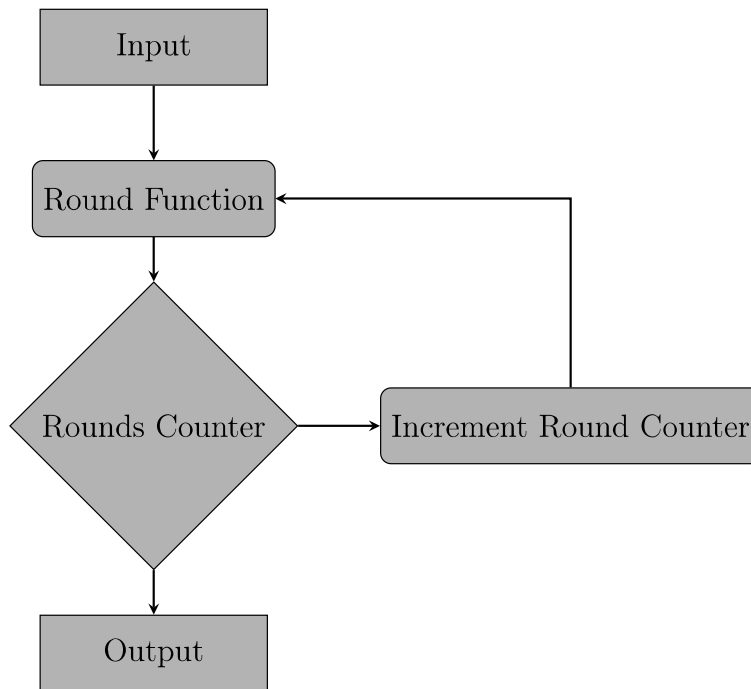 Input
Round Function
Rounds Counter
Increment Round Counter
Output